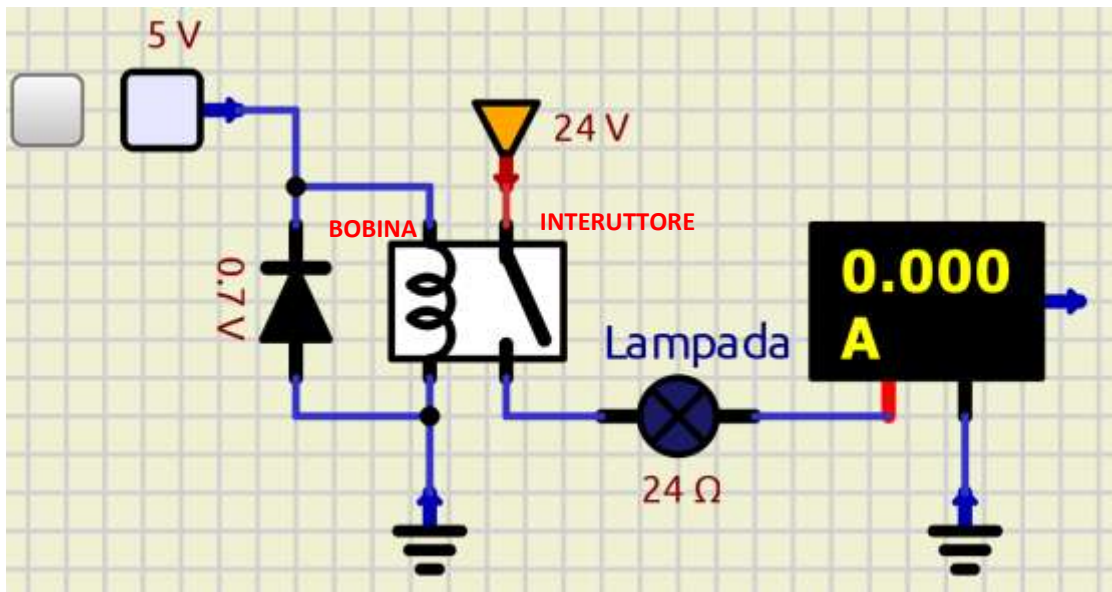 5 V
24 V
BOBINA
INTERUTTORE
0.7 V
0.000
A
Lampada
24 Ω